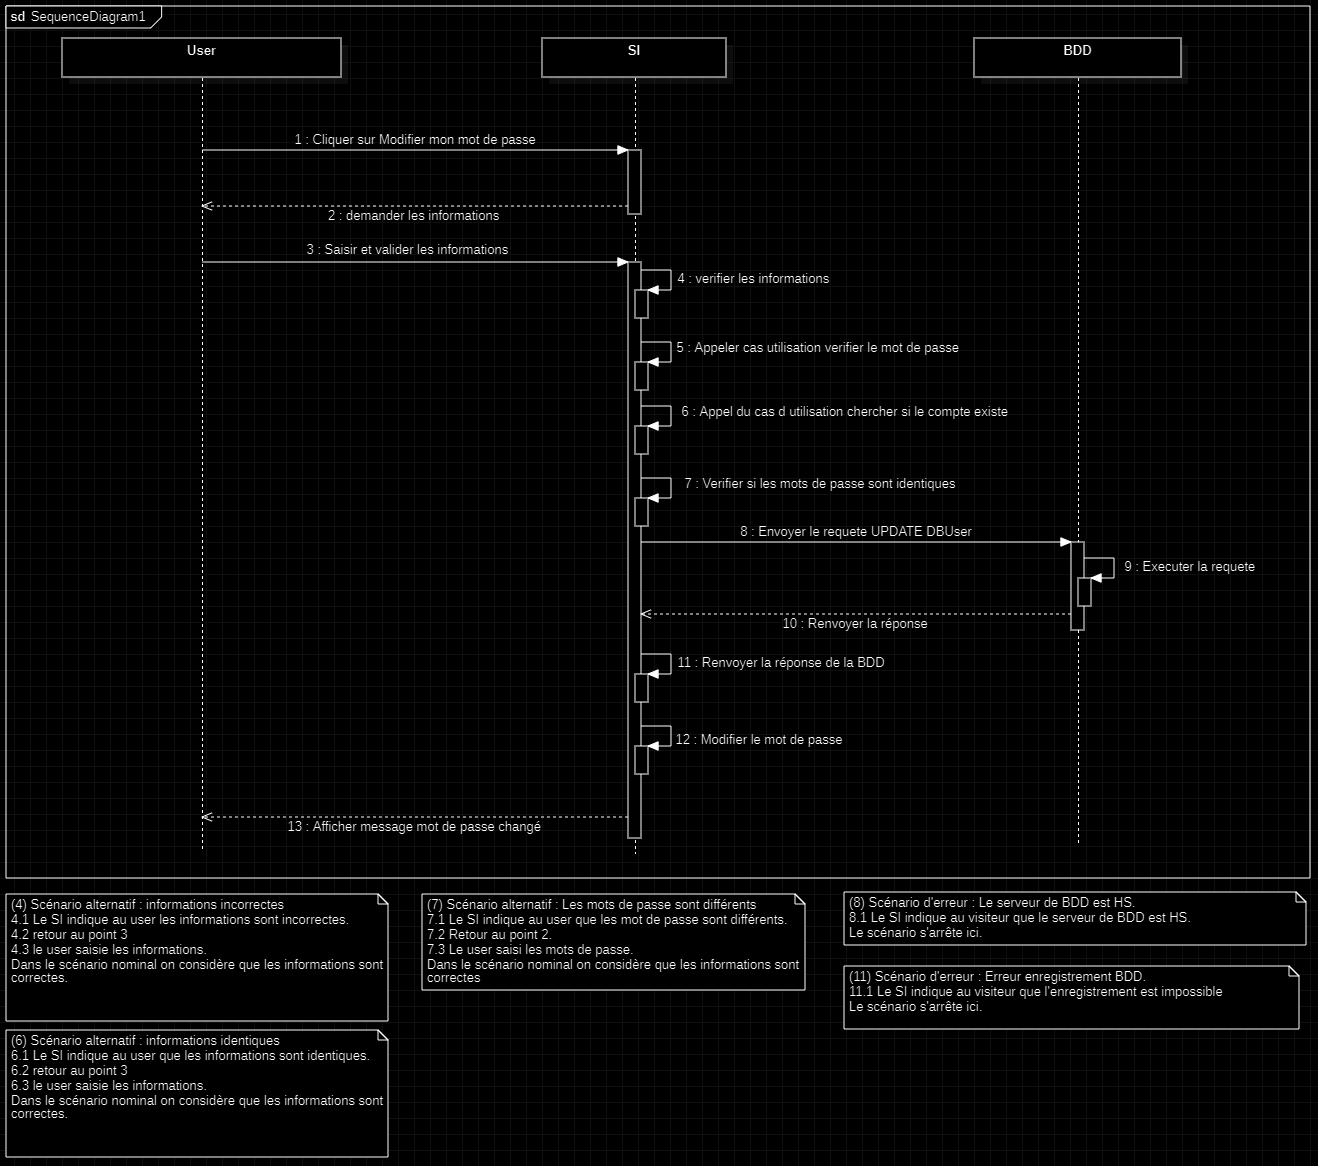 sd SequenceDiagram1
User
SI
BDD
1 : Cliquer sur Modifier mon mot de passe
2 : demander les informations
3 : Saisir et valider les informations
4 : verifier les informations
5 : Appeler cas utilisation verifier le mot de passe
6 : Appel du cas d utilisation chercher si le compte existe
7 : Verifier si les mots de passe sont identiques
8 : Envoyer le requete UPDATE DBUser
9 : Executer la requete
10 : Renvoyer la réponse
11 : Renvoyer la réponse de la BDD
12 : Modifier le mot de passe
13 : Afficher message mot de passe changé
(4) Scénario alternatif : informations incorrectes
4.1 Le SI indique au user les informations sont incorrectes.
4.2 retour au point 3
4.3 le user saisie les informations.
Dans le scénario nominal on considère que les informations sont
correctes.
(7) Scénario alternatif : Les mots de passe sont différents
7.1 Le SI indique au user que les mot de passe sont différents.
7.2 Retour au point 2.
7.3 Le user saisi les mots de passe.
Dans le scénario nominal on considère que les informations sont
correctes
(8) Scénario d'erreur : Le serveur de BDD est HS.
8.1 Le SI indique au visiteur que le serveur de BDD est HS.
Le scénario s'arrête ici.
(11) Scénario d'erreur : Erreur enregistrement BDD.
11.1 Le SI indique au visiteur que l'enregistrement est impossible
Le scénario s'arrête ici.
(6) Scénario alternatif : informations identiques
6.1 Le SI indique au user que les informations sont identiques.
6.2 retour au point 3
6.3 le user saisie les informations.
Dans le scénario nominal on considère que les informations sont
correctes.